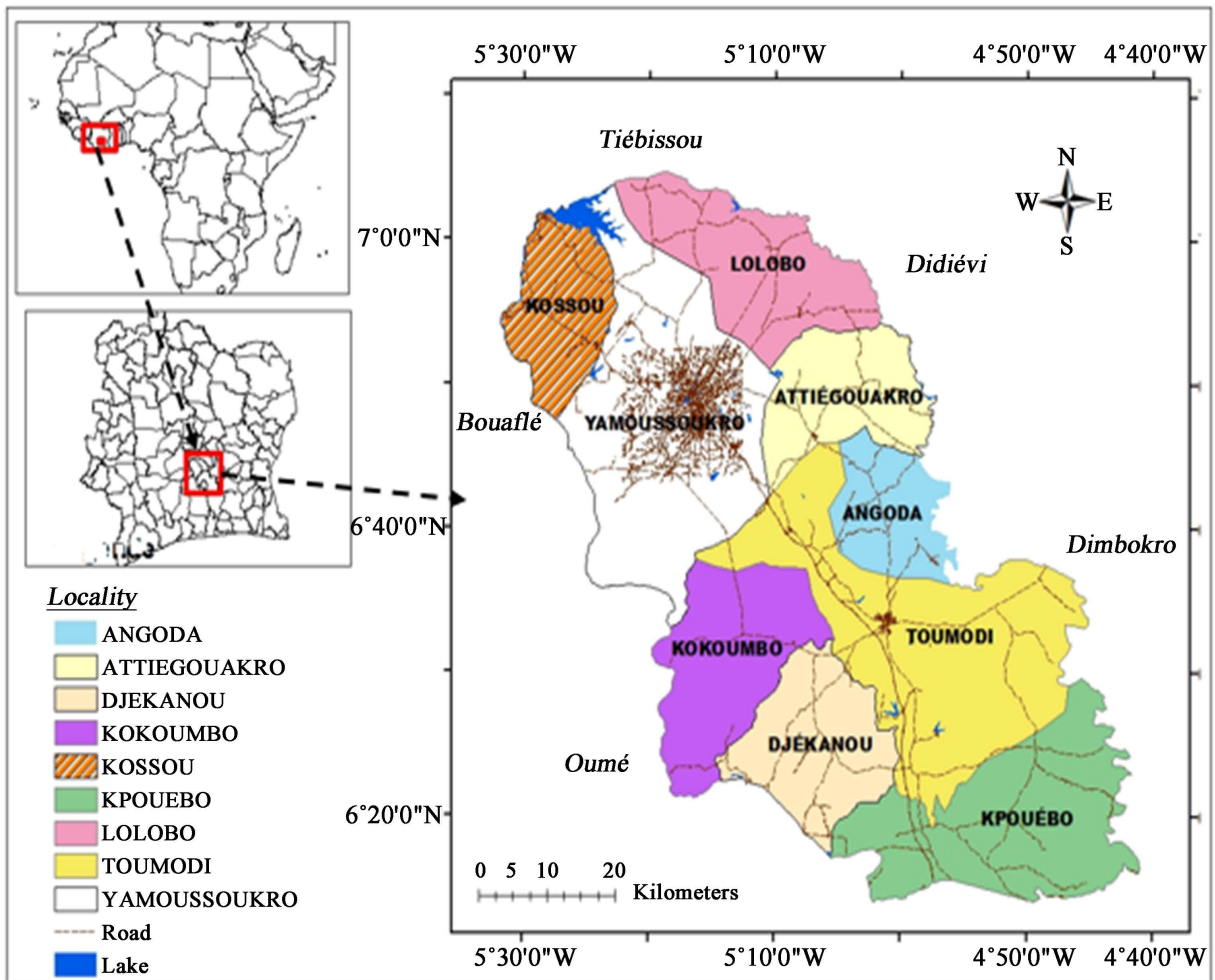 5°30'0"W 5°10'0"W 4°50'0"W 4°40'0"W
Tiébissou
N
W E
S
7°0'0"N
LOLOBO
Didiévi
KOSSOU
ATTIÉGOUAKRO
Bouaflé
YAMOUSSOUKRO
ANGODA
6°40'0"N
Dimbokro
Locality
ANGODA
ATTIEGOUAKRO
DJEKANOU
KOKOUMBO
KOSSOU
KPOUEBO
LOLOBO
TOUMODI
YAMOUSSOUKRO
Road
Lake
TOUMODI
KOKOUMBO
DJÉKANOU
Oumé
6°20'0"N
KPOUÉBO
0 5 10 20
Kilometers
5°30'0"W 5°10'0"W 4°50'0"W 4°40'0"W